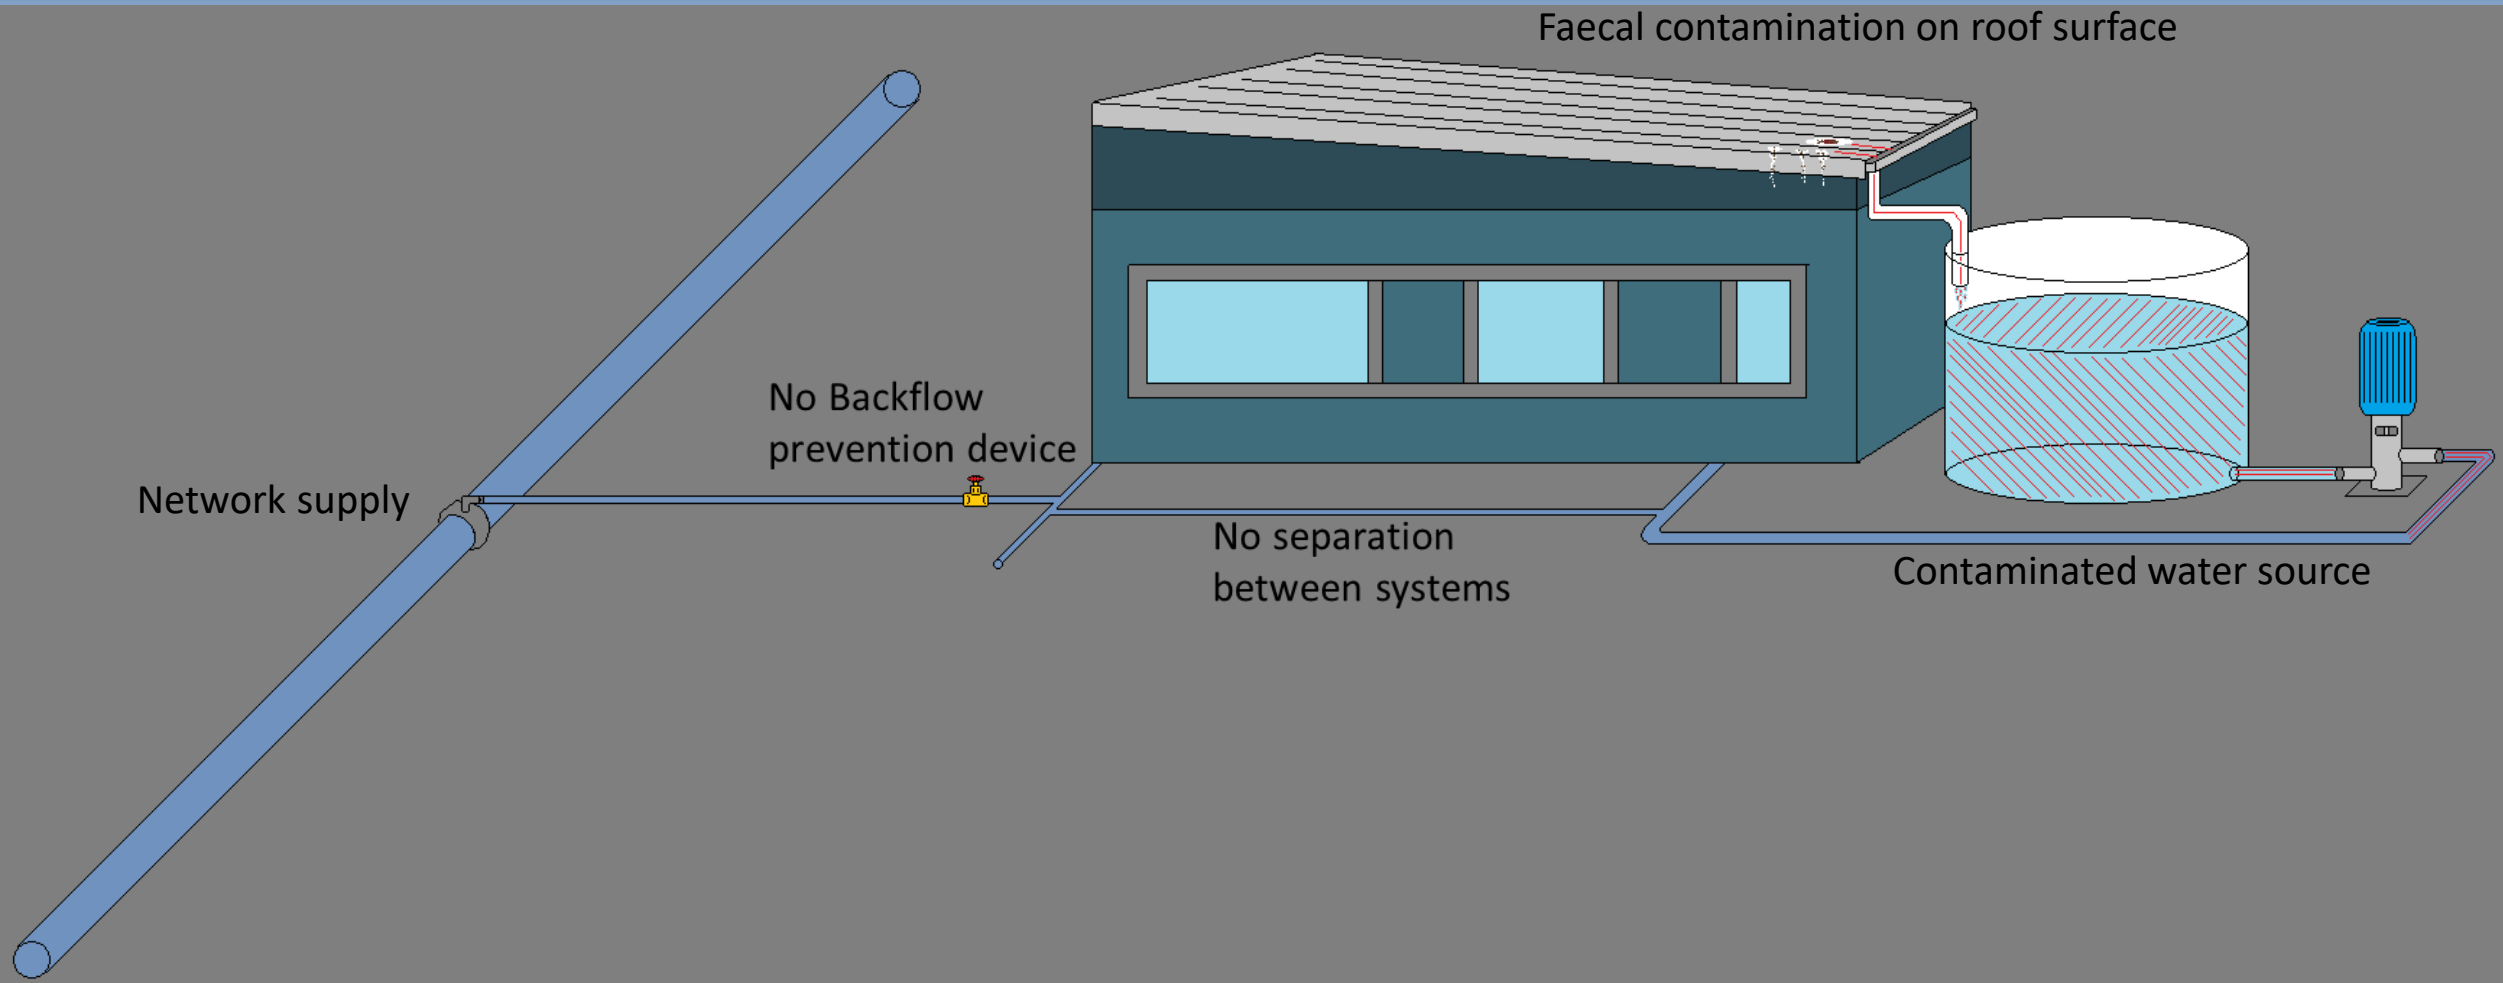 Faecal contamination on roof surface
No Backflow
prevention device
Network supply
No separation
between systems
Contaminated water source